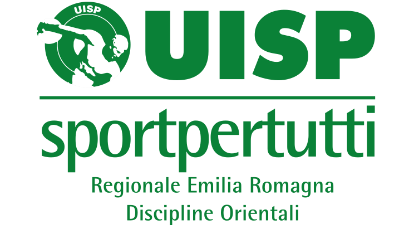 UISP
UISP
sportpertutti
Regionale Emilia Romagna
Discipline Orientali